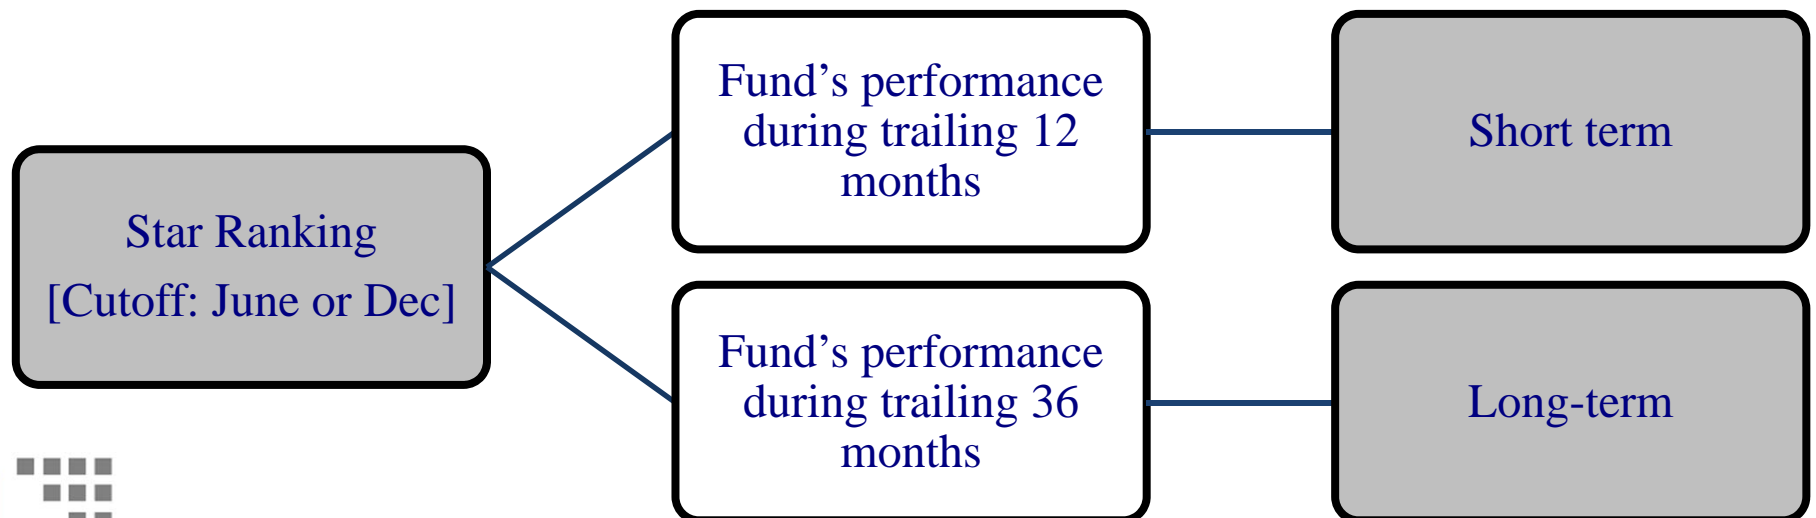 Star Ranking
[Cutoff: June or Dec]
Fund’s performance
during trailing 12
months
Short term
Fund’s performance
during trailing 36
months
Long-term